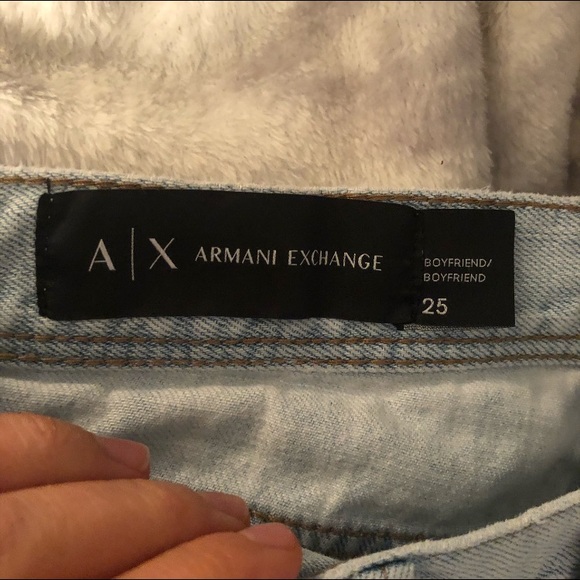 A|X ARMANI EXCHANGE
BOYFRIEND/
BOYFRIEND
25